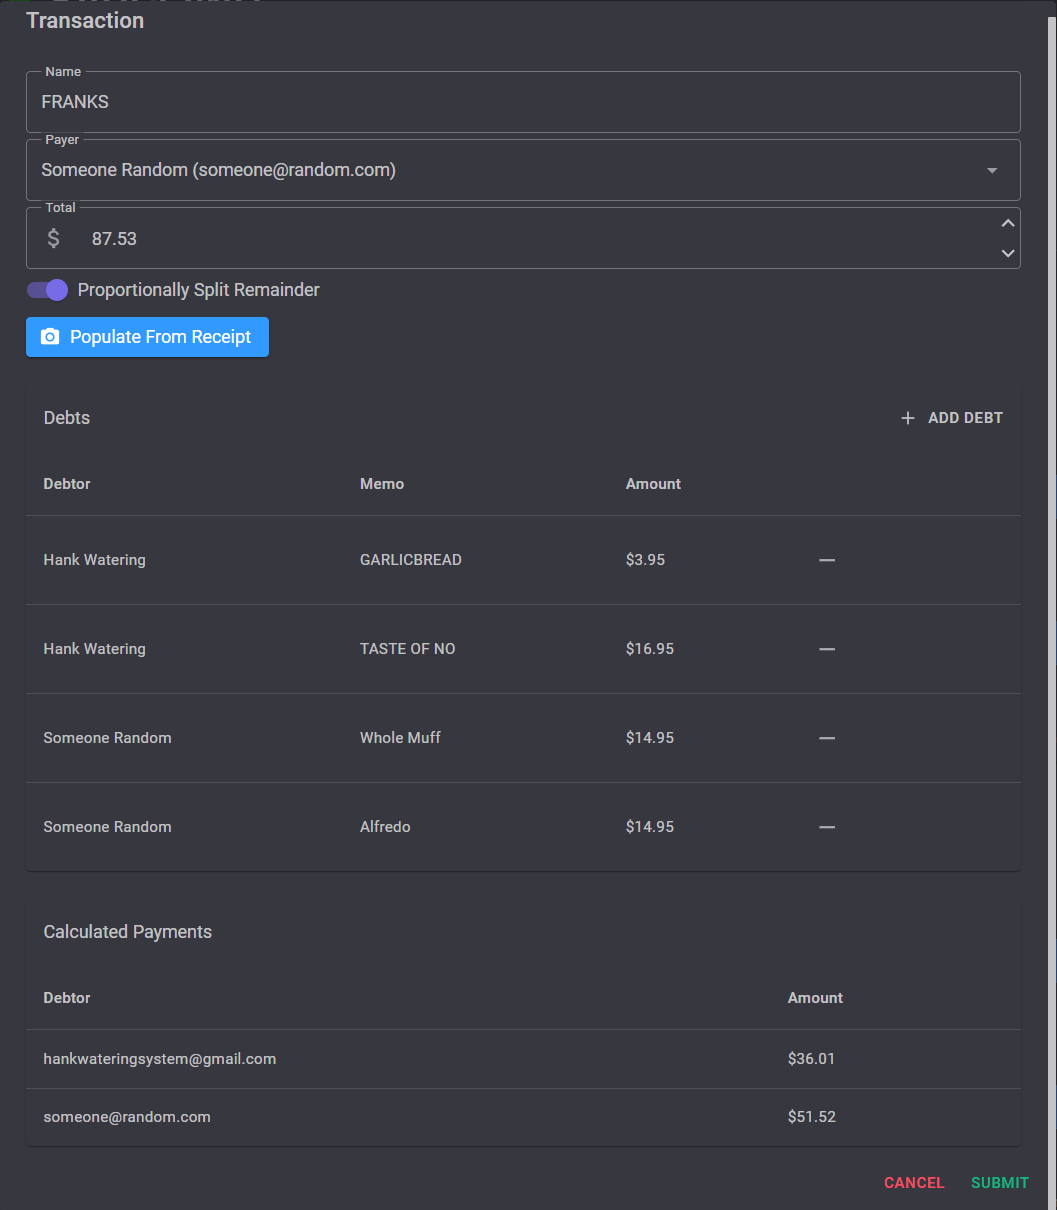 Transaction
Name
FRANKS
Payer
Someone Random (someone@random.com)
Total
$ 87.53
Proportionally Split Remainder
Populate From Receipt
Debts + ADD DEBT
Debtor Memo Amount
Hank Watering GARLICBREAD $3.95
Hank Watering TASTE OF NO $16.95
Someone Random Whole Muff $14.95
Someone Random Alfredo $14.95
Calculated Payments
Debtor Amount
hankwateringsystem@gmail.com $36.01
someone@random.com $51.52
CANCEL SUBMIT